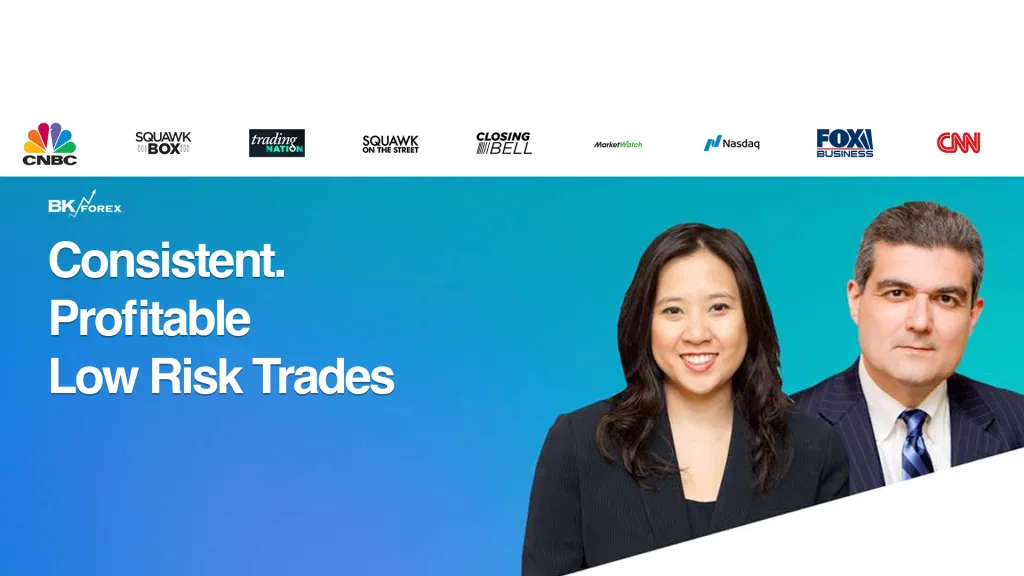 CNBC
SQUAWK
BOX
trading
NATION
SQUAWK
ON THE STREET
CLOSING
BELL
MarketWatch
Nasdaq
FOX
BUSINESS
CNN
BK FOREX
Consistent.
Profitable
Low Risk Trades